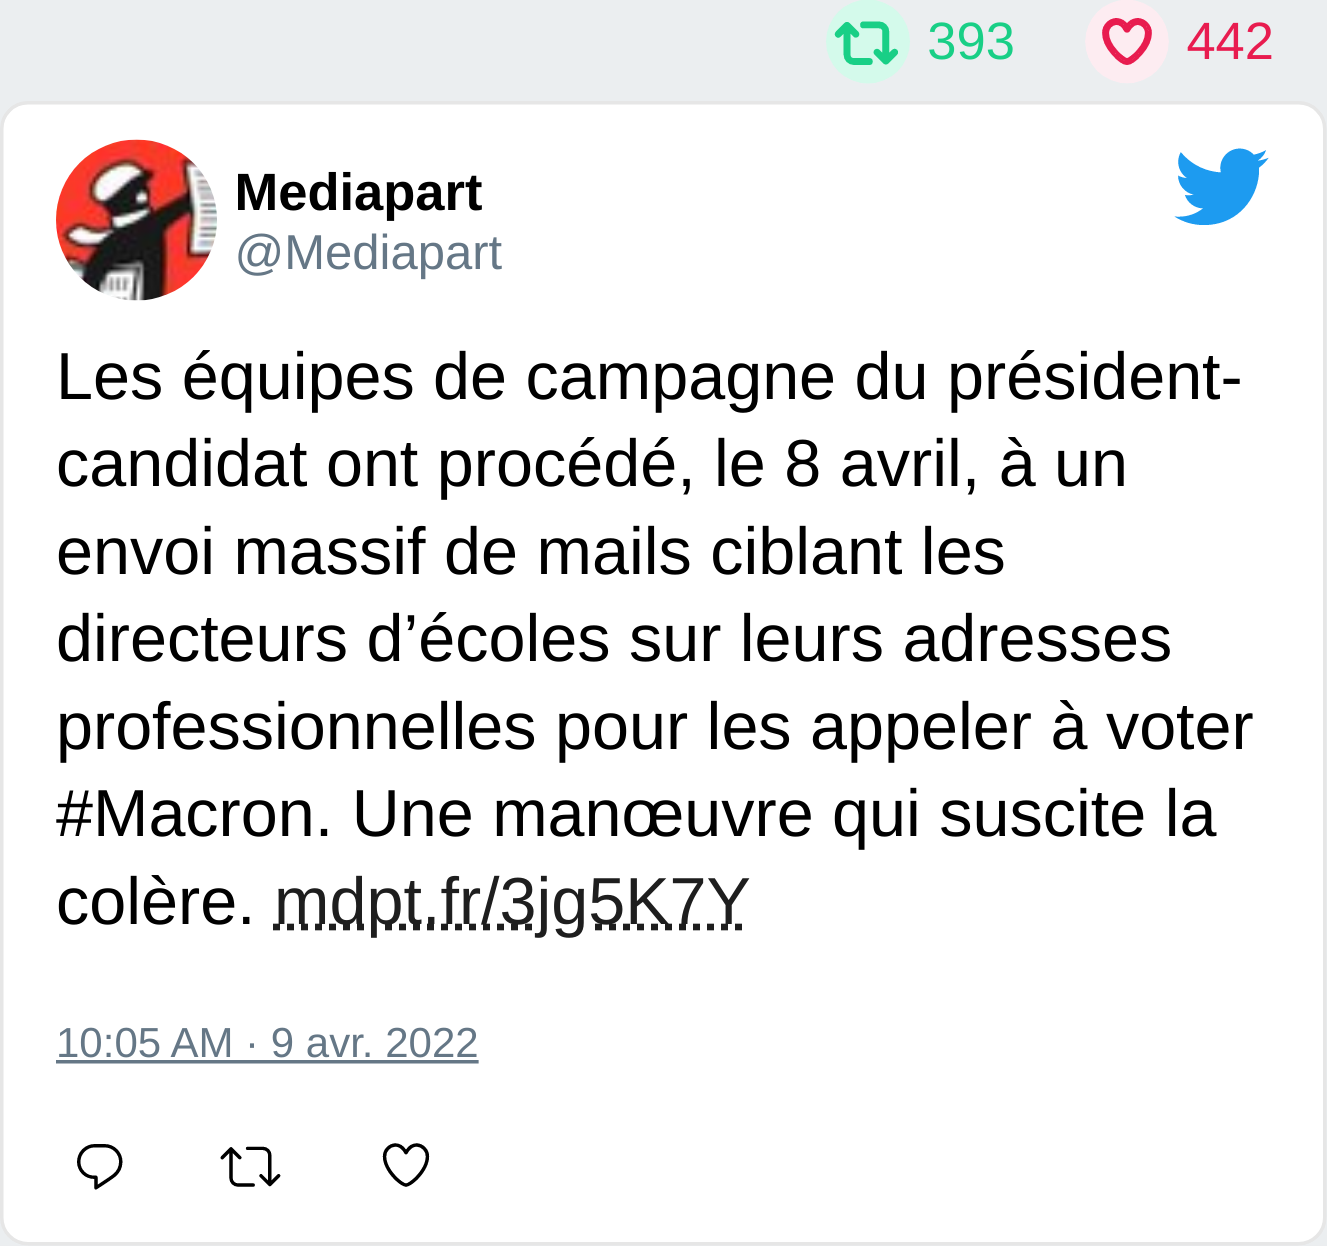 393 442
Mediapart
@Mediapart
Les équipes de campagne du président-
candidat ont procédé, le 8 avril, à un
envoi massif de mails ciblant les
directeurs d’écoles sur leurs adresses
professionnelles pour les appeler à voter
#Macron. Une manœuvre qui suscite la
colère. mdpt.fr/3jg5K7Y
10:05 AM · 9 avr. 2022